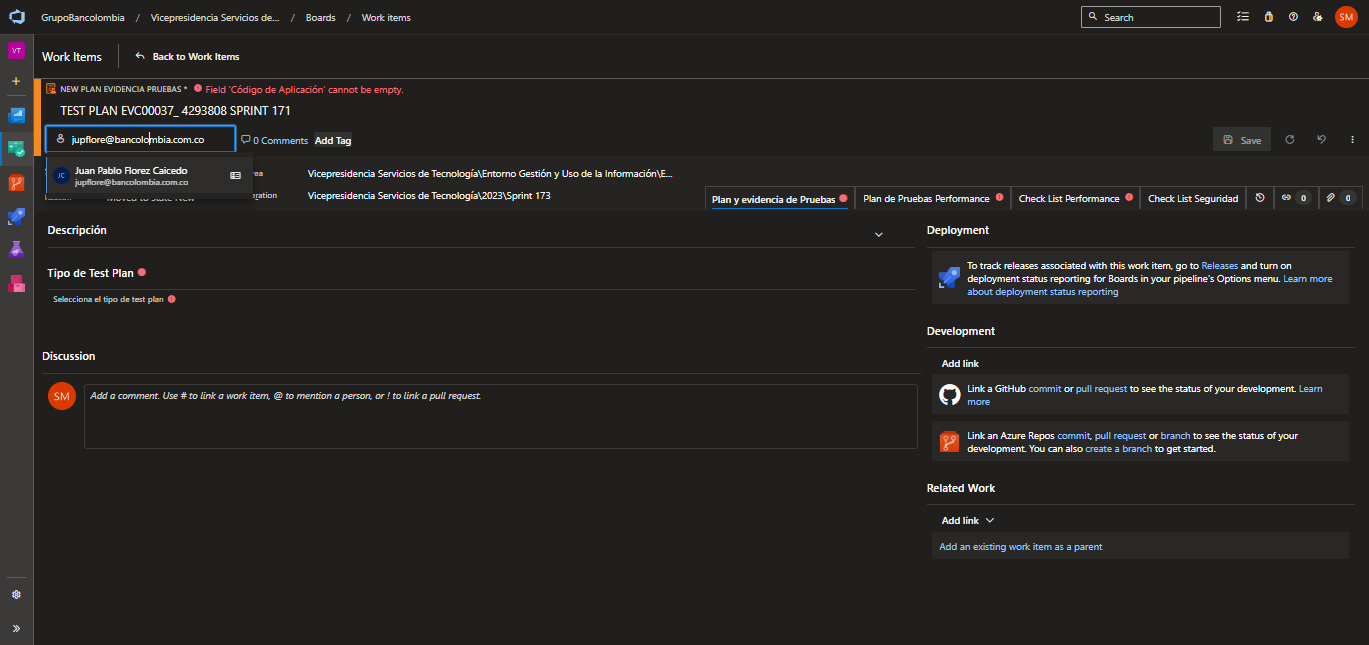 GrupoBancolombia / Vicepresidencia Servicios de... / Boards / Work items
Search
SM
VT
Work Items
Back to Work Items
NEW PLAN EVIDENCIA PRUEBAS * Field 'Código de Aplicación' cannot be empty.
TEST PLAN EVC00037_ 4293808 SPRINT 171
jupflore@bancolombia.com.co
0 Comments
Add Tag
Save
JC
Juan Pablo Florez Caicedo
jupflore@bancolombia.com.co
Vicepresidencia Servicios de Tecnología\Entorno Gestión y Uso de la Información\E...
Moved to state New
Vicepresidencia Servicios de Tecnología\2023\Sprint 173
Plan y evidencia de Pruebas
Plan de Pruebas Performance
Check List Performance
Check List Seguridad
0
0
Descripción
Tipo de Test Plan
Selecciona el tipo de test plan
Discussion
SM
Add a comment. Use # to link a work item, @ to mention a person, or ! to link a pull request.
Deployment
To track releases associated with this work item, go to Releases and turn on
deployment status reporting for Boards in your pipeline's Options menu. Learn more
about deployment status reporting
Development
Add link
Link a GitHub commit or pull request to see the status of your development. Learn
more
Link an Azure Repos commit, pull request or branch to see the status of your
development. You can also create a branch to get started.
Related Work
Add link
Add an existing work item as a parent